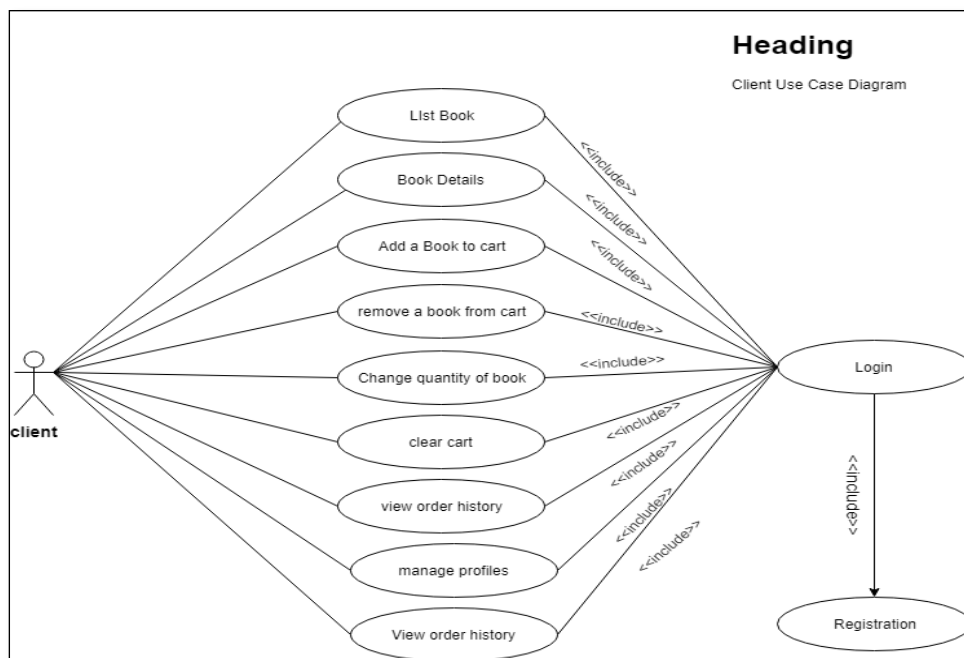 Heading
Client Use Case Diagram
LIst Book
<<include>>
Book Details
<<include>>
Add a Book to cart
<<include>>
remove a book from cart
<<include>>
Change quantity of book
<<include>>
Login
client
clear cart
<<include>>
view order history
<<include>>
<<include>>
manage profiles
<<include>>
<<include>>
View order history
Registration